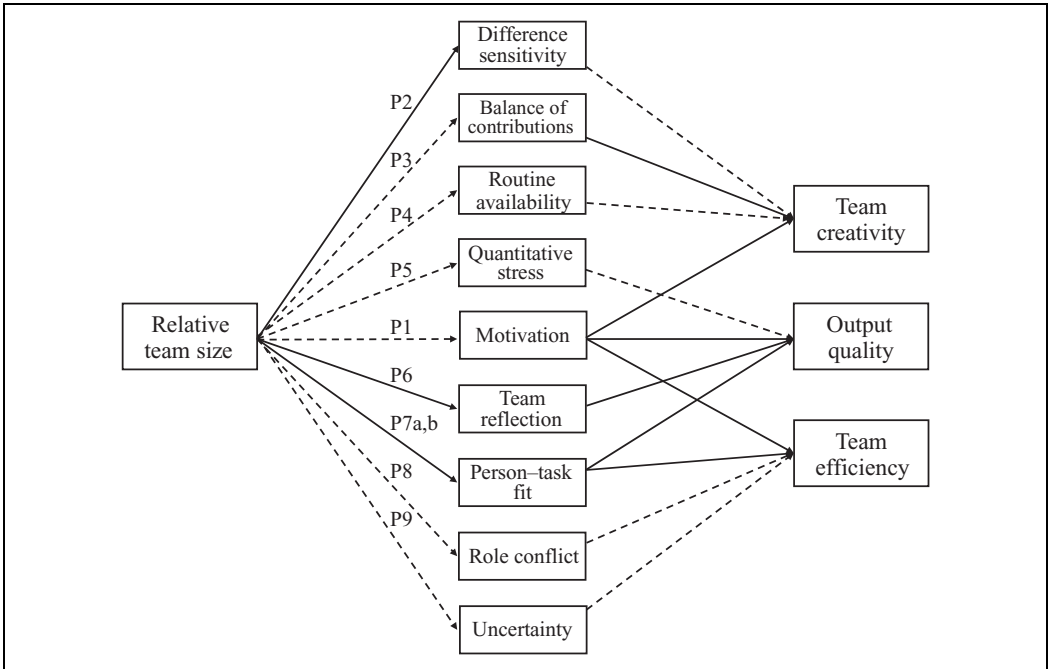 Difference
sensitivity
P2
Balance of
contributions
P3
Routine
availability
Team
creativity
P4
Quantitative
stress
P5
Relative
team size
P1
Motivation
Output
quality
P6
Team
reflection
P7a,b
Person–task
fit
Team
efficiency
P8
Role conflict
P9
Uncertainty